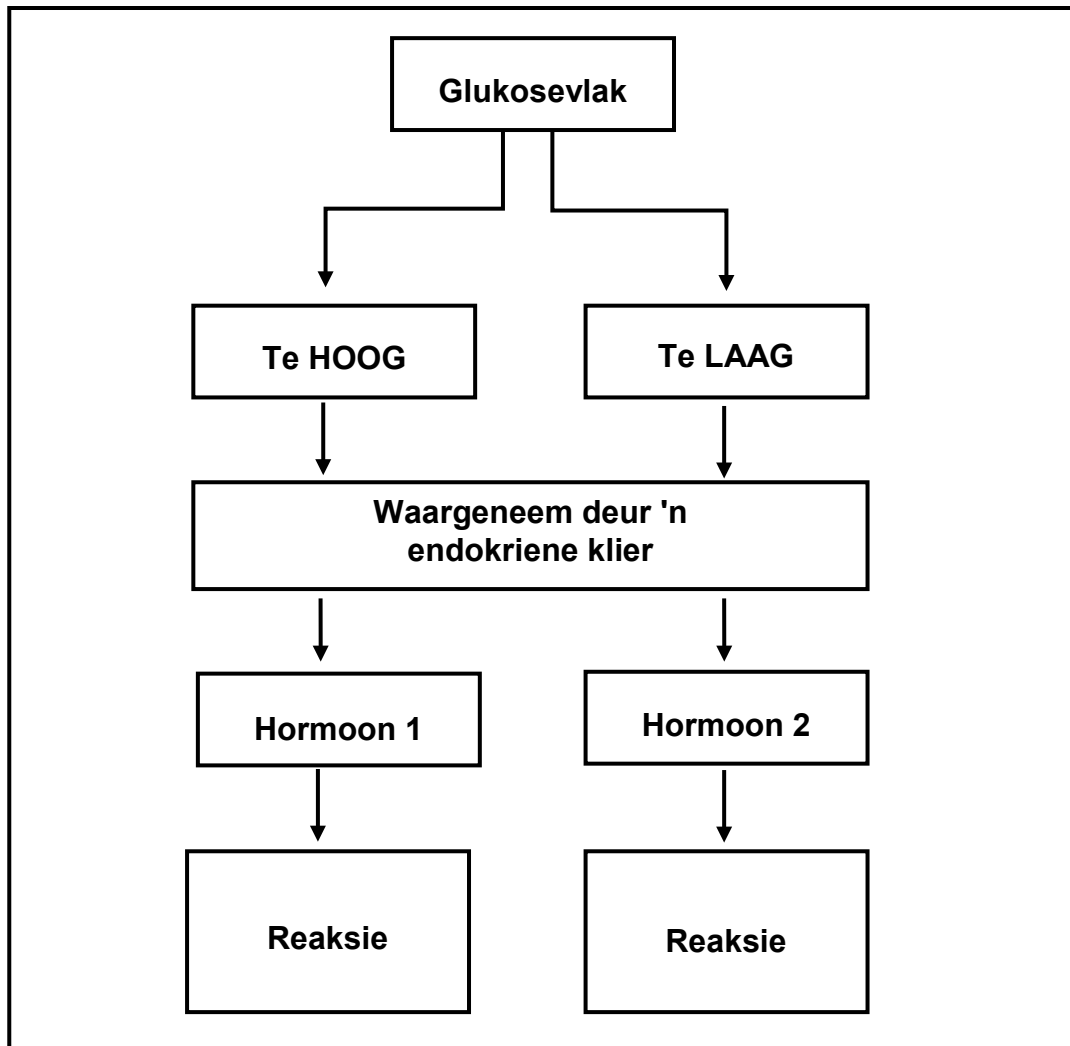 Glukosevlak
Te HOOG
Te LAAG
Waargeneem deur 'n
endokriene klier
Hormoon 1
Hormoon 2
Reaksie
Reaksie